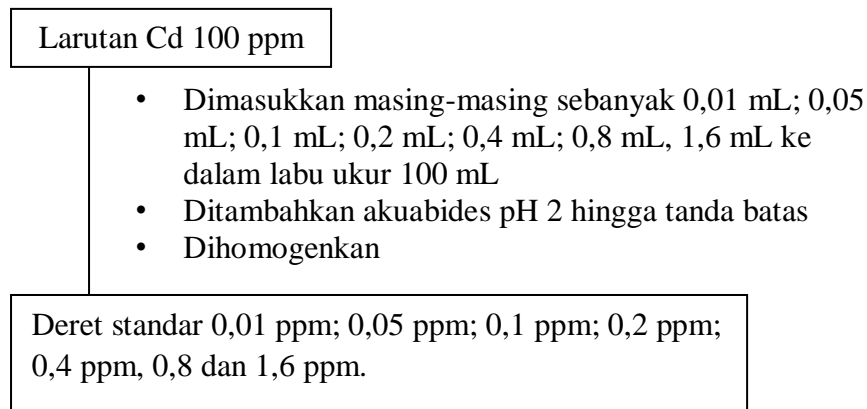 Larutan Cd 100 ppm
• Dimasukkan masing-masing sebanyak 0,01 mL; 0,05
mL; 0,1 mL; 0,2 mL; 0,4 mL; 0,8 mL, 1,6 mL ke
dalam labu ukur 100 mL
• Ditambahkan akuabides pH 2 hingga tanda batas
• Dihomogenkan
Deret standar 0,01 ppm; 0,05 ppm; 0,1 ppm; 0,2 ppm;
0,4 ppm, 0,8 dan 1,6 ppm.